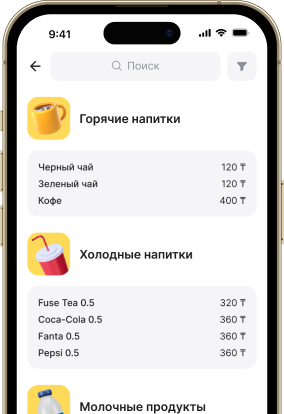 9:41
Поиск
Горячие напитки
Черный чай 120 ₸
Зеленый чай 120 ₸
Кофе 400 ₸
Холодные напитки
Fuse Tea 0.5 320 ₸
Coca-Cola 0.5 360 ₸
Fanta 0.5 360 ₸
Pepsi 0.5 360 ₸
Молочные продукты